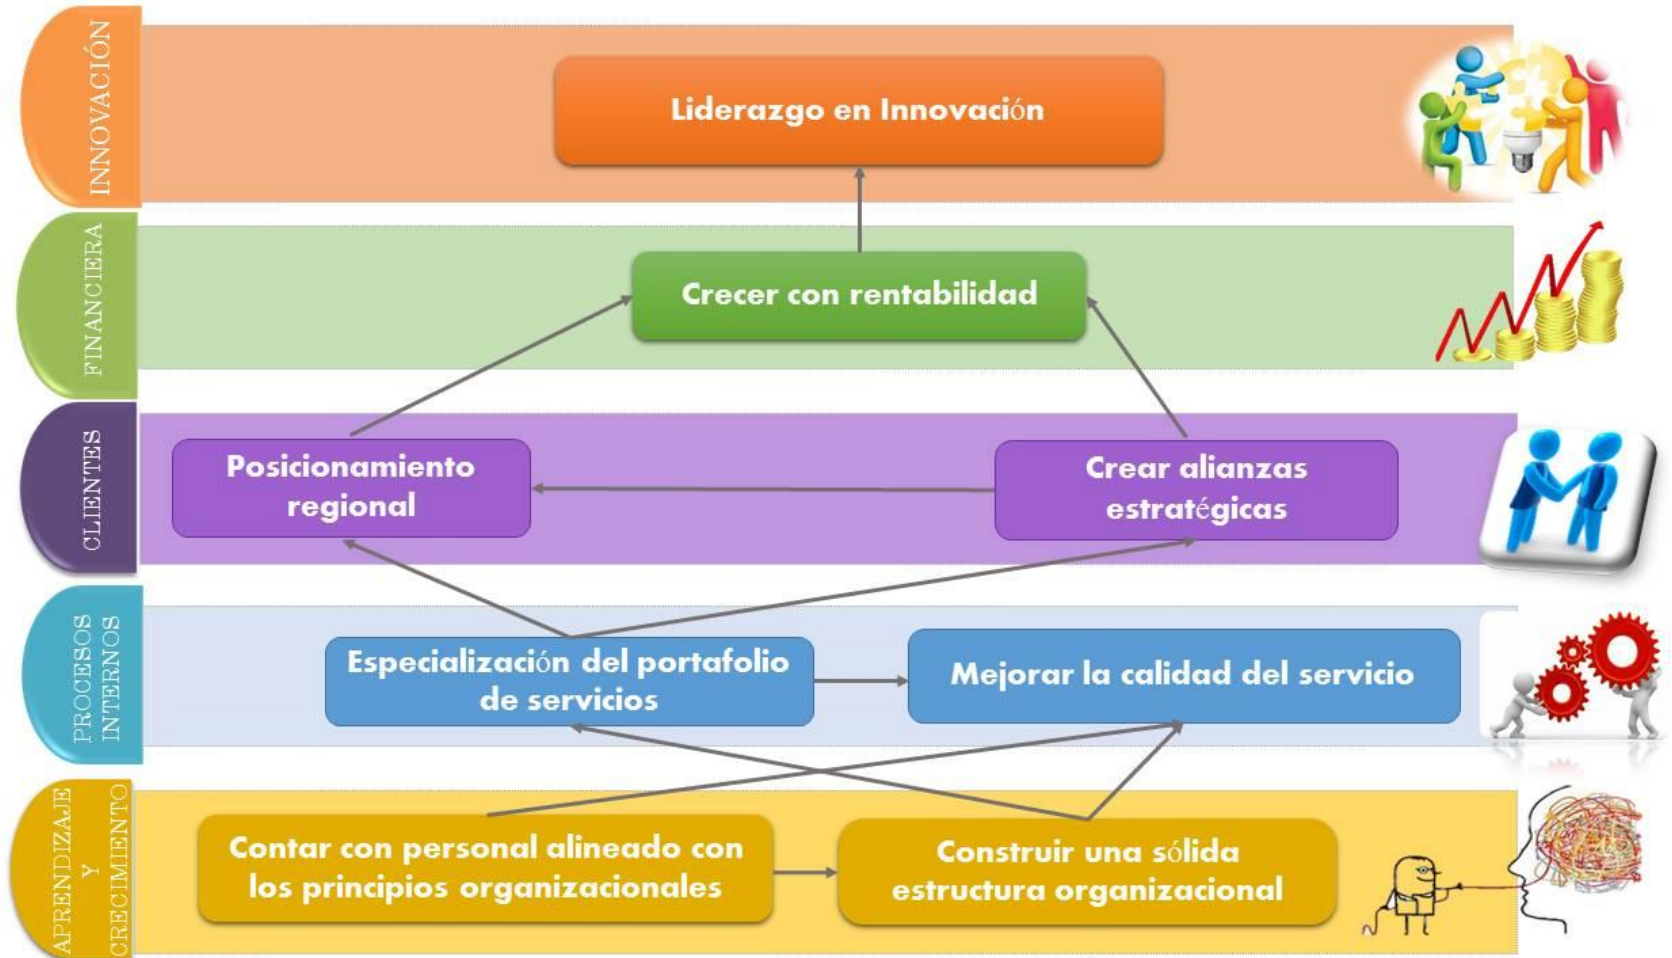 INNOVACIÓN
Liderazgo en Innovación
FINANCIERA
Crecer con rentabilidad
CLIENTES
Posicionamiento
regional
Crear alianzas
estratégicas
PROCESOS
INTERNOS
Especialización del portafolio
de servicios
Mejorar la calidad del servicio
APRENDIZAJE
Y
CRECIMIENTO
Contar con personal alineado con
los principios organizacionales
Construir una sólida
estructura organizacional